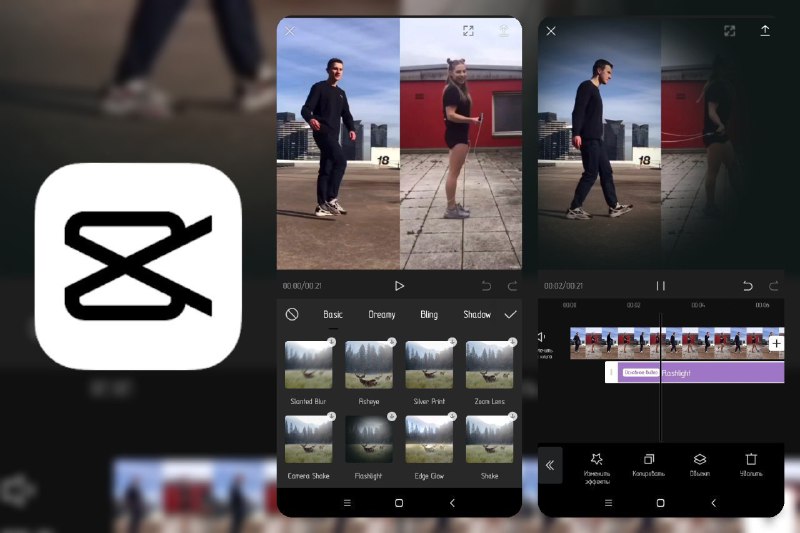 18
00:00/00:21
Basic Dreamy Bling Shadow
Slanted Blur Fisheye Silver Print Zoom Lens
Camera Shake Flashlight Edge Glow Shake
18
00:02/00:21
00:00 00:02 00:04 00:06
Flashlight
Изменить
эффекты
Копировать Объект Удалить